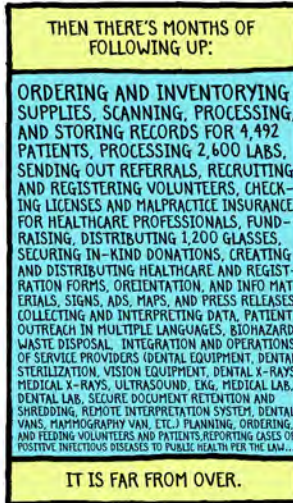 THEN THERE'S MONTHS OF
FOLLOWING UP:
ORDERING AND INVENTORYING
SUPPLIES, SCANNING, PROCESSING,
AND STORING RECORDS FOR 4,492
PATIENTS, PROCESSING 2,600 LABS,
SENDING OUT REFERRALS, RECRUITING
AND REGISTERING VOLUNTEERS, CHECK-
ING LICENSES AND MALPRACTICE INSURANCE
FOR HEALTHCARE PROFESSIONALS, FUND-
RAISING, DISTRIBUTING 1,200 GLASSES,
SECURING IN-KIND DONATIONS, CREATING
AND DISTRIBUTING HEALTHCARE AND REGIST-
RATION FORMS, OREIENTATION, AND INFO MAT-
ERIALS, SIGNS, ADS, MAPS, AND PRESS RELEASES,
COLLECTING AND INTERPRETING DATA, PATIENT
OUTREACH IN MULTIPLE LANGUAGES, BIOHAZARD
WASTE DISPOSAL, INTEGRATION AND OPERATIONS
OF SERVICE PROVIDERS (DENTAL EQUIPMENT, DENTAL
STERILIZATION, VISION EQUIPMENT, DENTAL X-RAYS,
MEDICAL X-RAYS, ULTRASOUND, EKG, MEDICAL LAB,
DENTAL LAB, SECURE DOCUMENT RETENTION AND
SHREDDING, REMOTE INTERPRETATION SYSTEM, DENTAL
VANS, MAMMOGRAPHY VAN, ETC.) PLANNING, ORDERING,
AND FEEDING VOLUNTEERS AND PATIENTS, REPORTING CASES OF
POSITIVE INFECTIOUS DISEASES TO PUBLIC HEALTH PER THE LAW...
IT IS FAR FROM OVER.